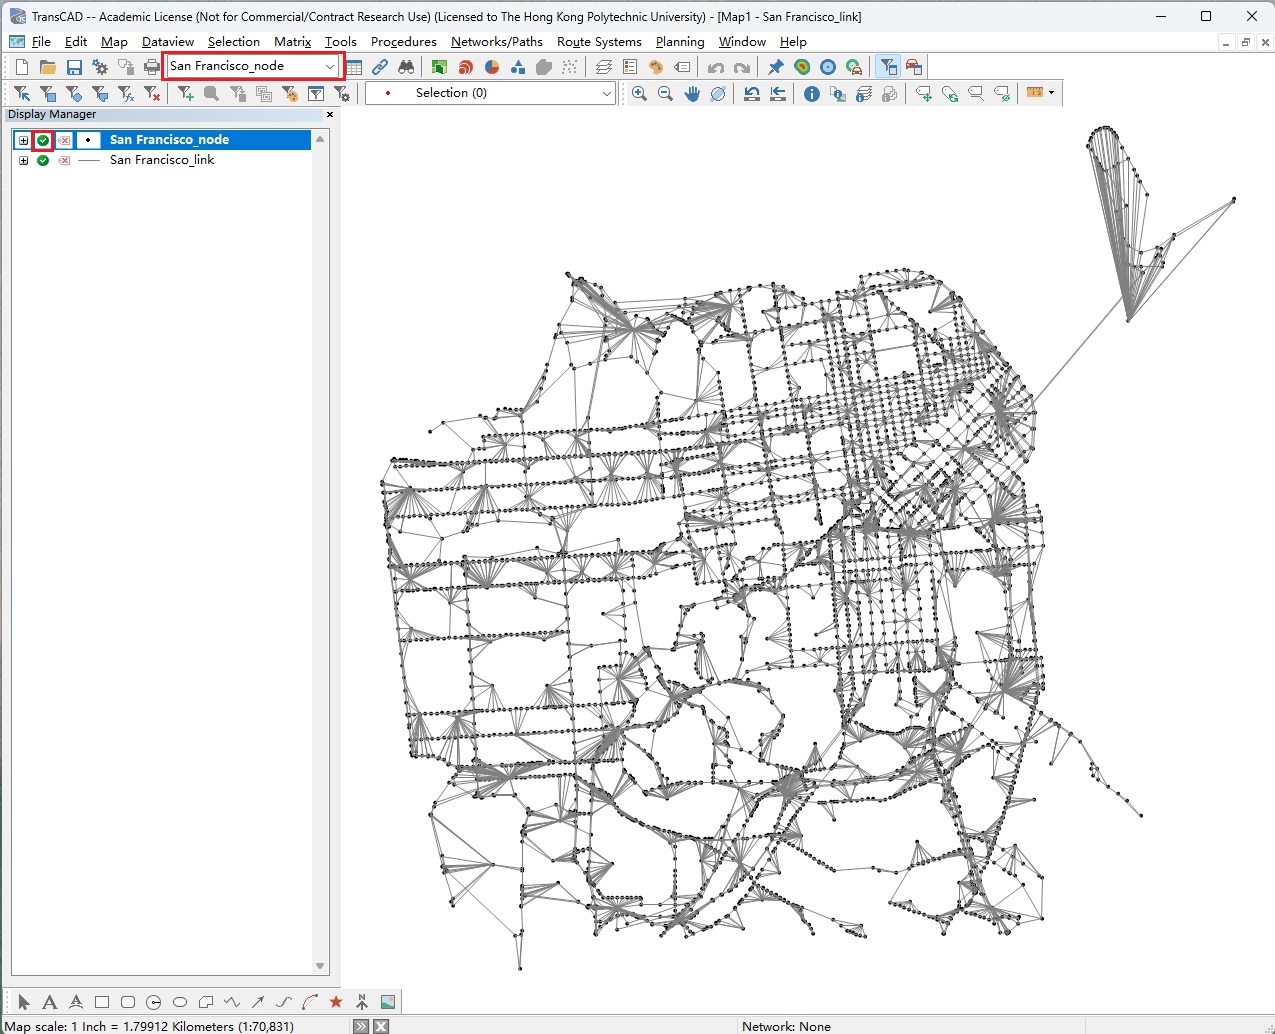 TransCAD -- Academic License (Not for Commercial/Contract Research Use) (Licensed to The Hong Kong Polytechnic University) - [Map1 - San Francisco_link]
File Edit Map Dataview Selection Matrix Tools Procedures Networks/Paths Route Systems Planning Window Help
San Francisco_node
Selection (0)
Display Manager
San Francisco_node
San Francisco_link
Map scale: 1 Inch = 1.79912 Kilometers (1:70,831)
Network: None